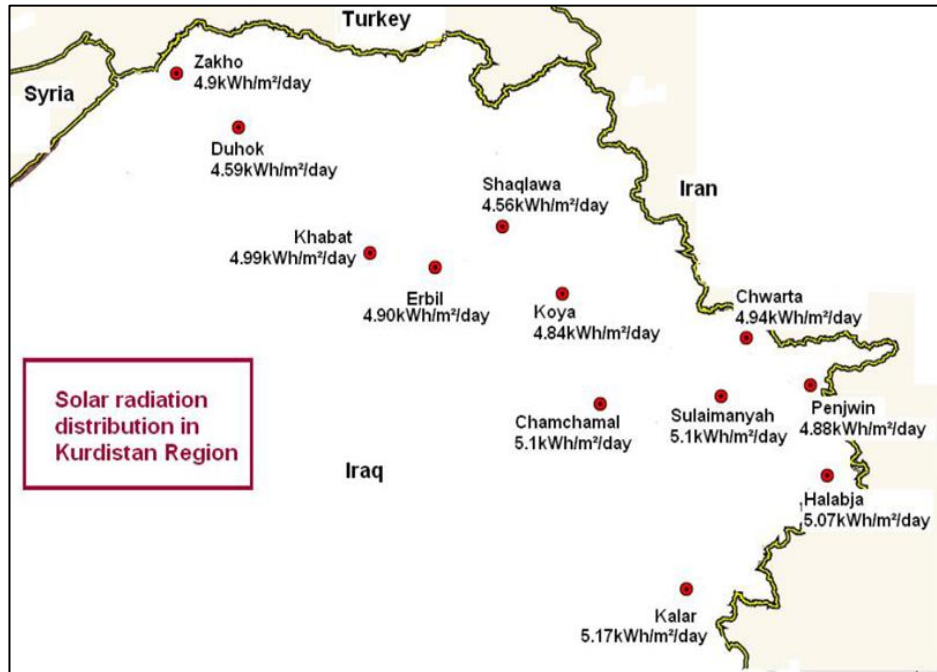 Turkey
Zakho
4.9kWh/m²/day
Syria
Duhok
4.59kWh/m²/day
Shaqlawa
4.56kWh/m²/day
Iran
Khabat
4.99kWh/m²/day
Erbil
4.90kWh/m²/day
Koya
4.84kWh/m²/day
Chwarta
4.94kWh/m²/day
Solar radiation
distribution in
Kurdistan Region
Chamchamal
5.1kWh/m²/day
Sulaimanyah
5.1kWh/m²/day
Penjwin
4.88kWh/m²/day
Iraq
Halabja
5.07kWh/m²/day
Kalar
5.17kWh/m²/day